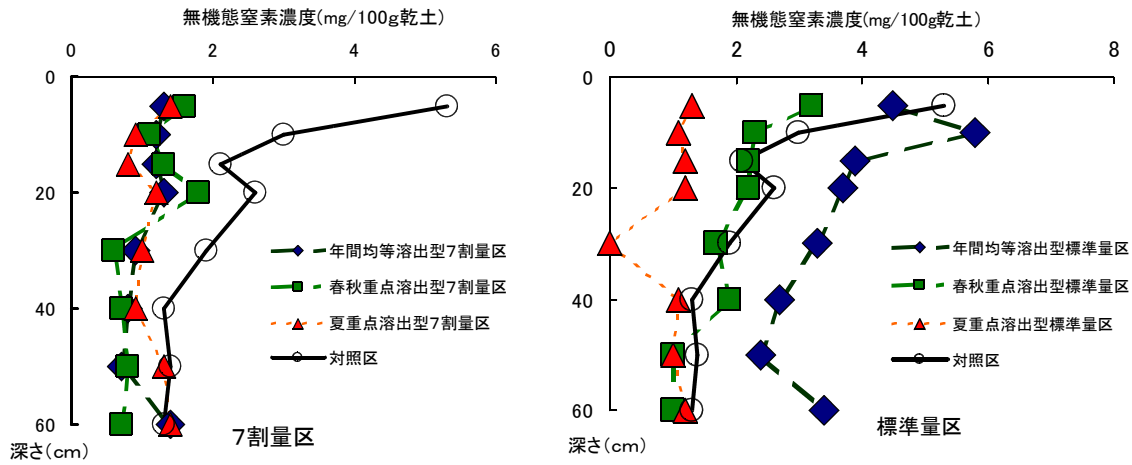 無機態窒素濃度(mg/100g乾土)
0 2 4 6
0
20
40
60
深さ(cm)
年間均等溶出型7割量区
春秋重点溶出型7割量区
夏重点溶出型7割量区
対照区
7割量区
無機態窒素濃度(mg/100g乾土)
0 2 4 6 8
0
20
40
60
深さ(cm)
年間均等溶出型標準量区
春秋重点溶出型標準量区
夏重点溶出型標準量区
対照区
標準量区